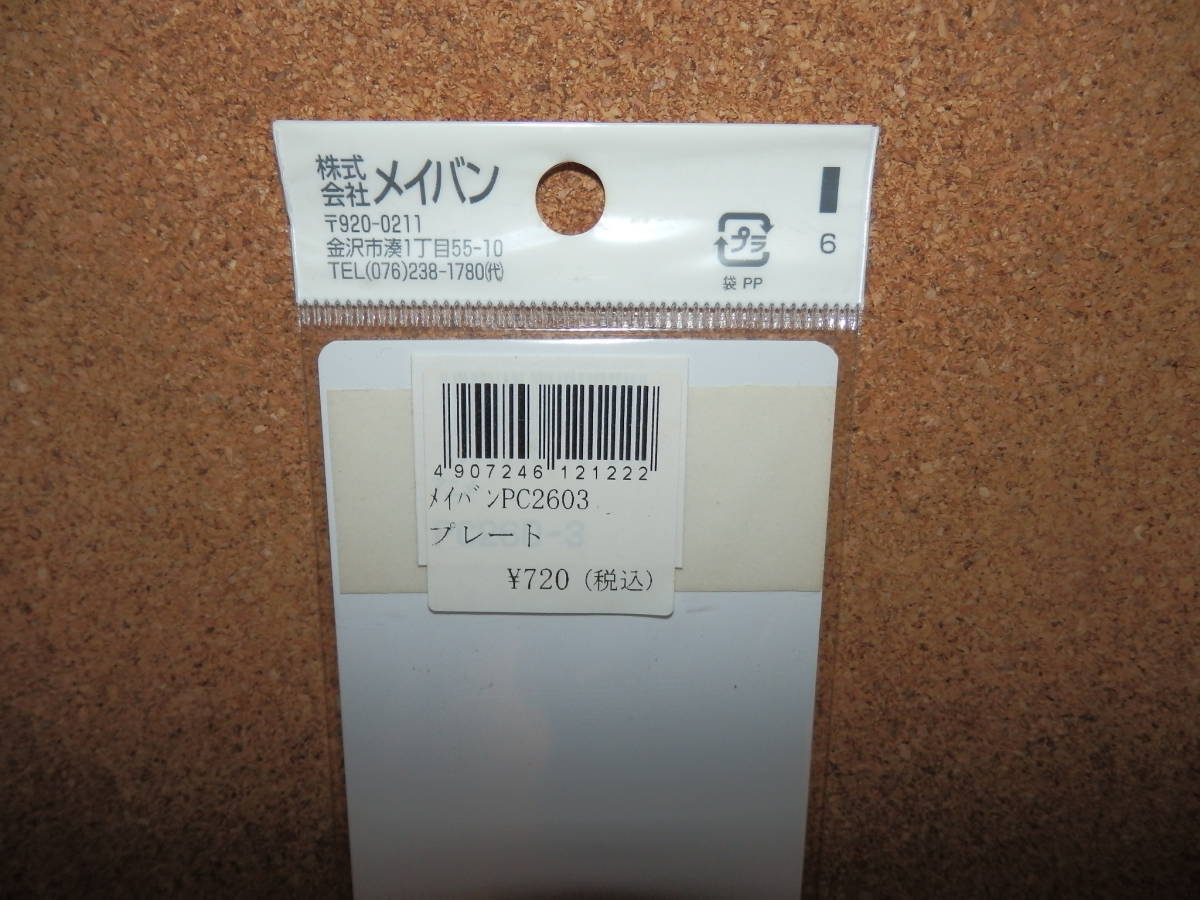 株式会社メイバン
〒920-0211
金沢市湊1丁目55-10
TEL(076)238-1780㈹
プラ
袋 PP
6
4 907246 121222
ﾒｲﾊﾞﾝPC2603
プレート
¥720 (税込)